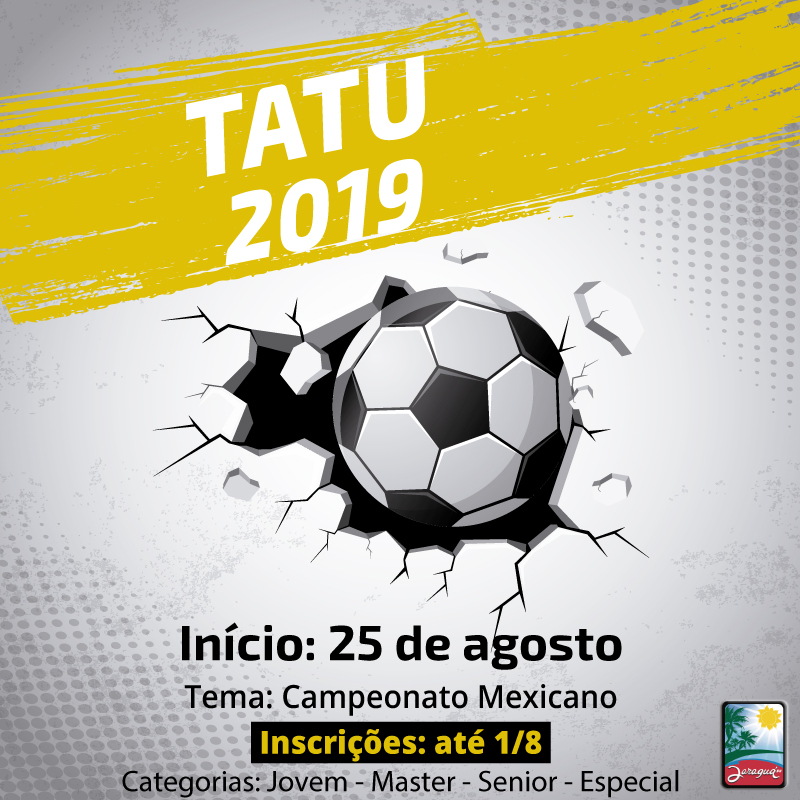 TATU
2019
Início: 25 de agosto
Tema: Campeonato Mexicano
Inscrições: até 1/8
Categorias: Jovem - Master - Senior - Especial
Jaraguá